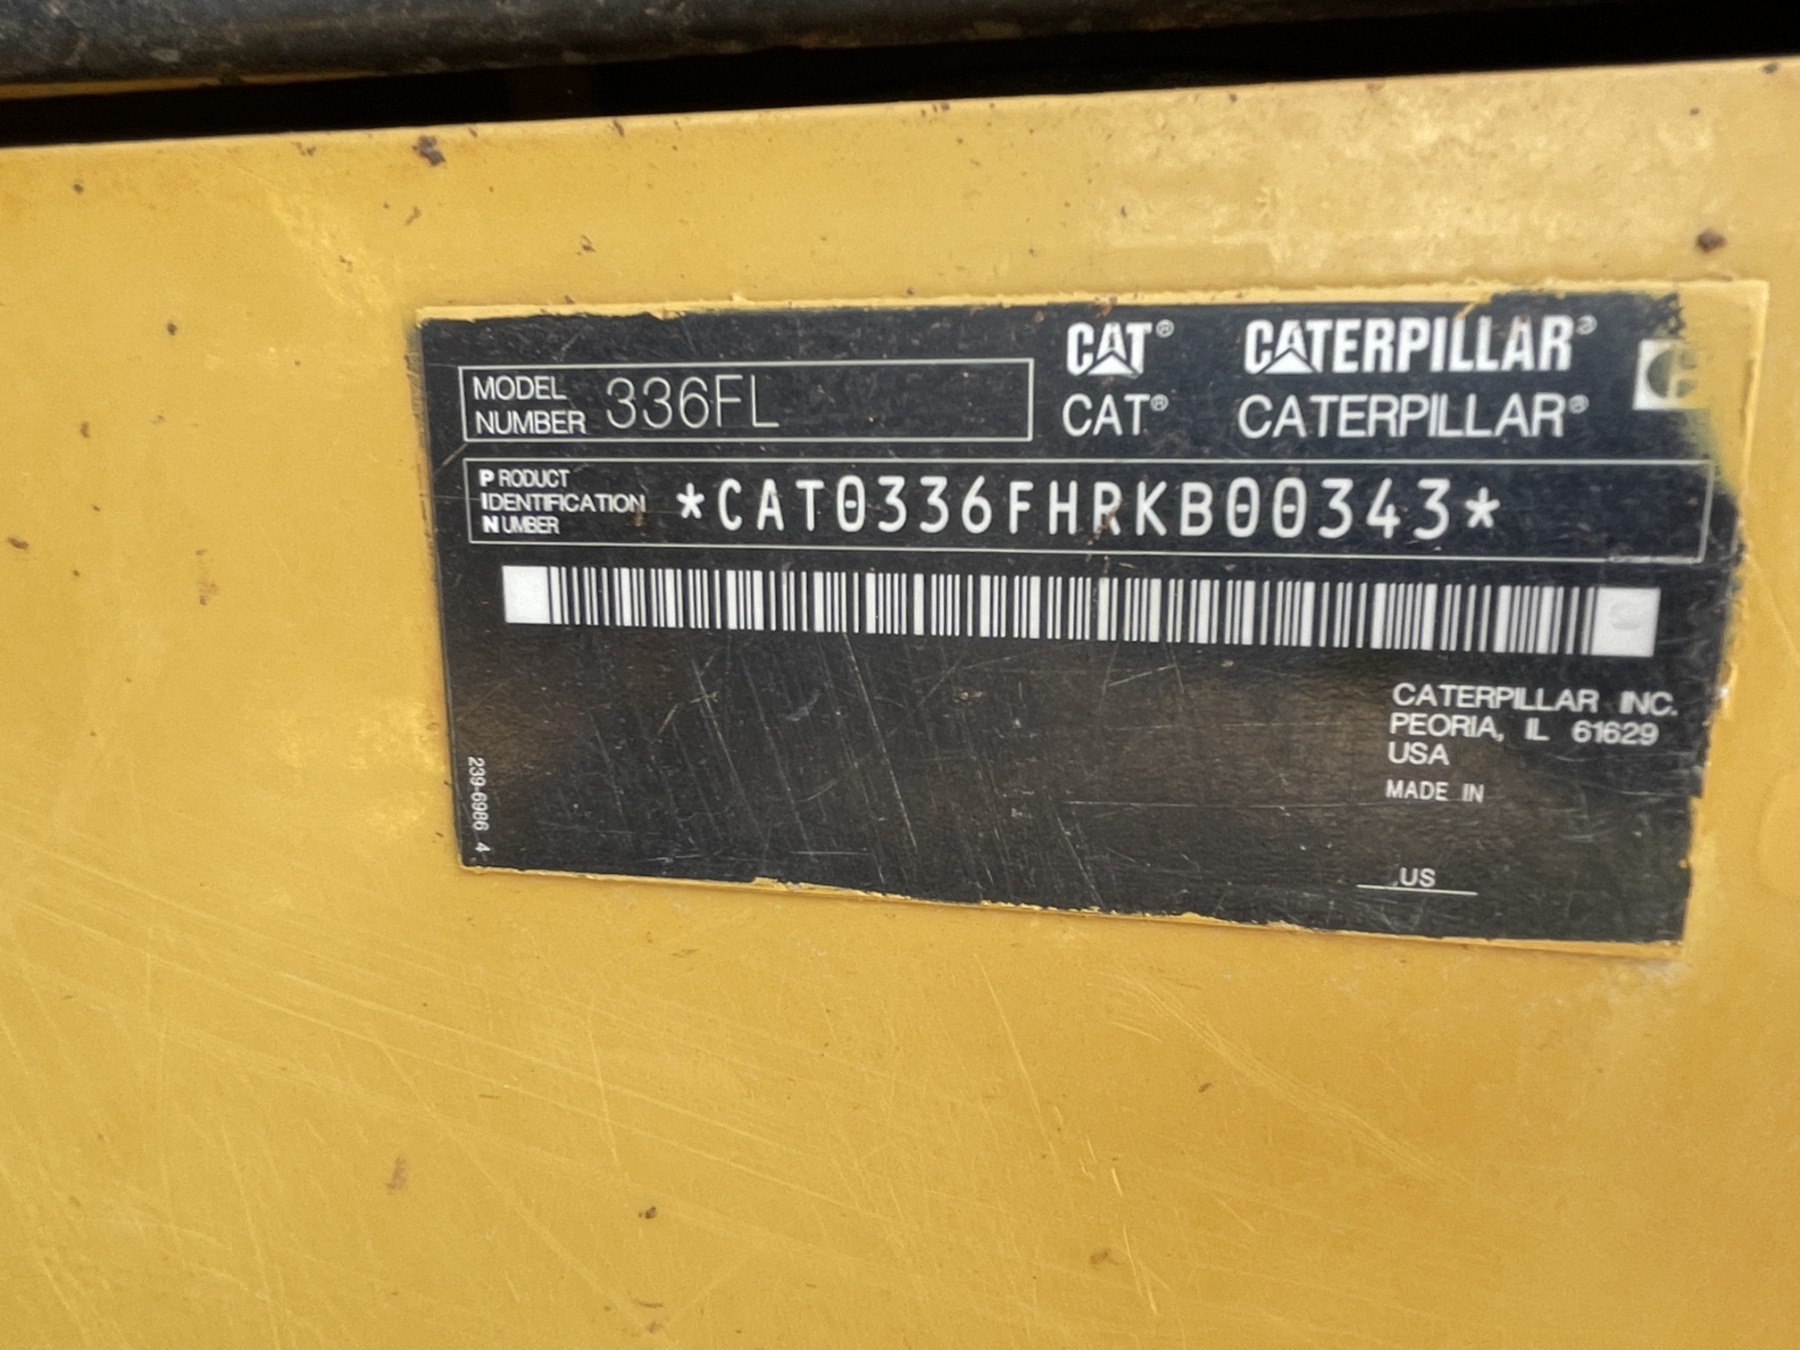 CAT® CATERPILLAR®
MODEL NUMBER 336FL
CAT® CATERPILLAR®
PRODUCT IDENTIFICATION NUMBER *CAT0336FHRKB00343*
CATERPILLAR INC.
PEORIA, IL 61629
USA
MADE IN
US
239-6986 4